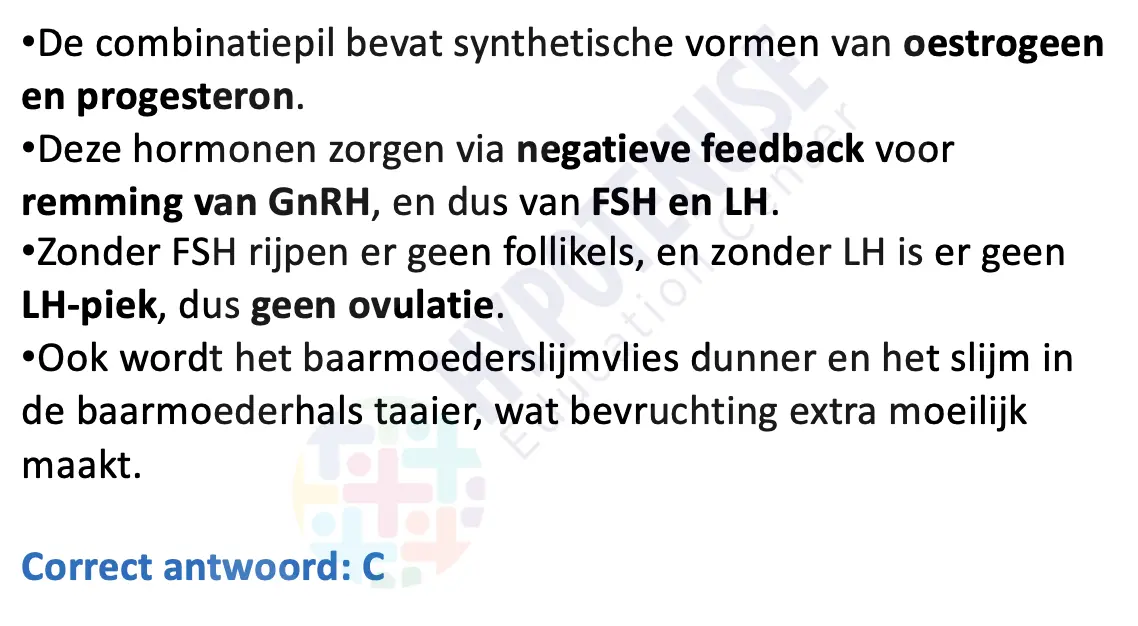 •De combinatiepil bevat synthetische vormen van oestrogeen
en progesteron.
•Deze hormonen zorgen via negatieve feedback voor
remming van GnRH, en dus van FSH en LH.
•Zonder FSH rijpen er geen follikels, en zonder LH is er geen
LH-piek, dus geen ovulatie.
•Ook wordt het baarmoederslijmvlies dunner en het slijm in
de baarmoederhals taaier, wat bevruchting extra moeilijk
maakt.
Correct antwoord: C
HYPOTENUSE
Education Center